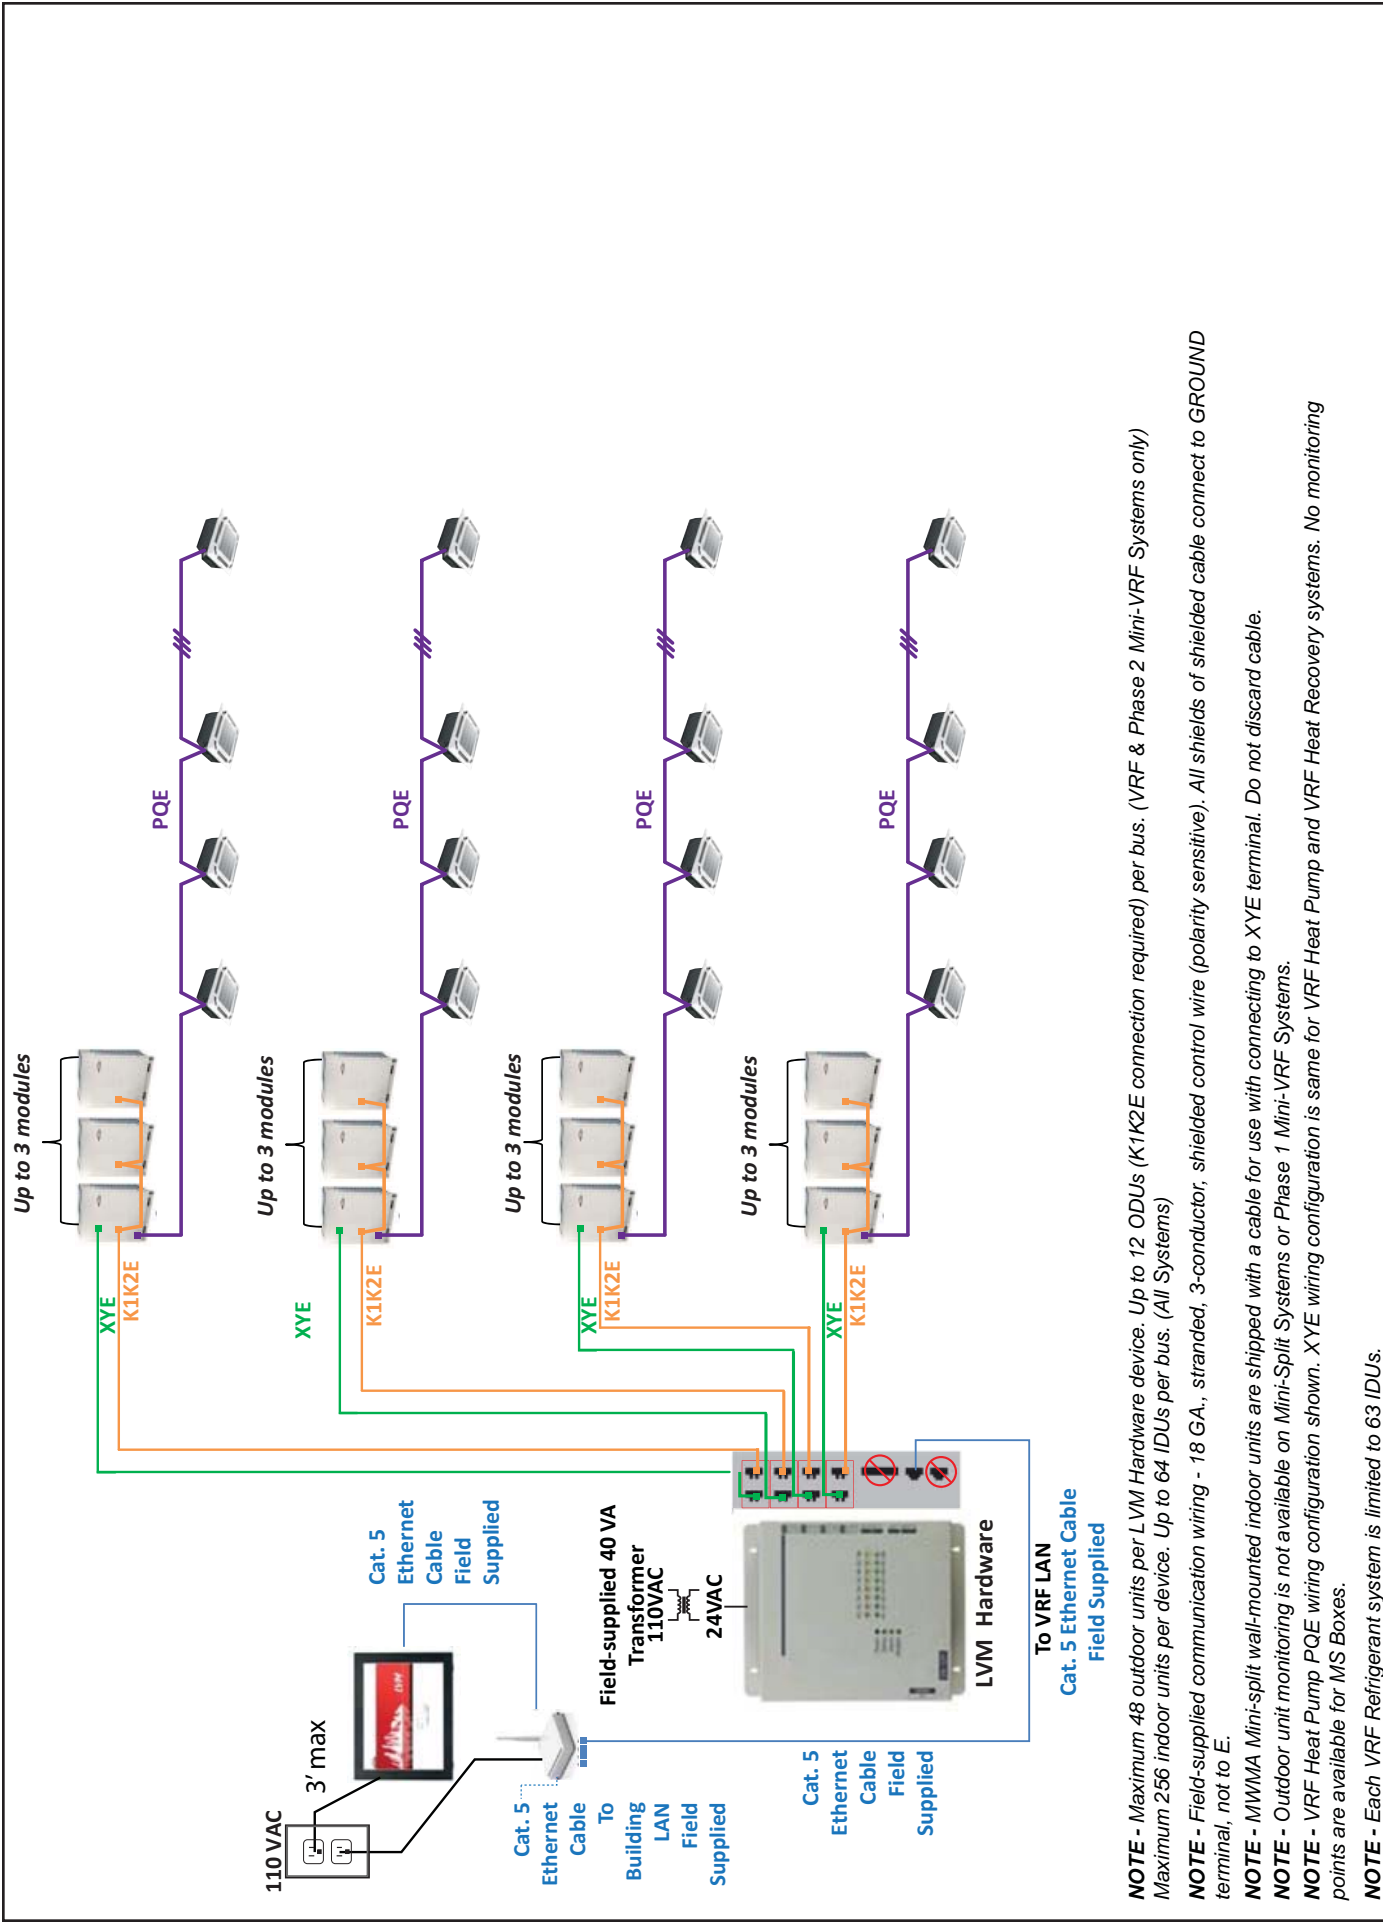 110 VAC
3' max
Cat. 5
Ethernet
Cable
Field
Supplied
LVM
Cat. 5
Ethernet
Cable
To
Building
LAN
Field
Supplied
Field-supplied 40 VA
Transformer
110VAC
24VAC
LVM Hardware
Cat. 5
Ethernet
Cable
Field
Supplied
To VRF LAN
Cat. 5 Ethernet Cable
Field Supplied
Up to 3 modules
XYE
K1K2E
PQE
Up to 3 modules
XYE
K1K2E
PQE
Up to 3 modules
XYE
K1K2E
PQE
Up to 3 modules
XYE
K1K2E
PQE
NOTE - Maximum 48 outdoor units per LVM Hardware device. Up to 12 ODUs (K1K2E connection required) per bus. (VRF & Phase 2 Mini-VRF Systems only)
Maximum 256 indoor units per device. Up to 64 IDUs per bus. (All Systems)
NOTE - Field-supplied communication wiring - 18 GA., stranded, 3-conductor, shielded control wire (polarity sensitive). All shields of shielded cable connect to GROUND
terminal, not to E.
NOTE - MWMA Mini-split wall-mounted indoor units are shipped with a cable for use with connecting to XYE terminal. Do not discard cable.
NOTE - Outdoor unit monitoring is not available on Mini-Split Systems or Phase 1 Mini-VRF Systems.
NOTE - VRF Heat Pump PQE wiring configuration shown. XYE wiring configuration is same for VRF Heat Pump and VRF Heat Recovery systems. No monitoring
points are available for MS Boxes.
NOTE - Each VRF Refrigerant system is limited to 63 IDUs.